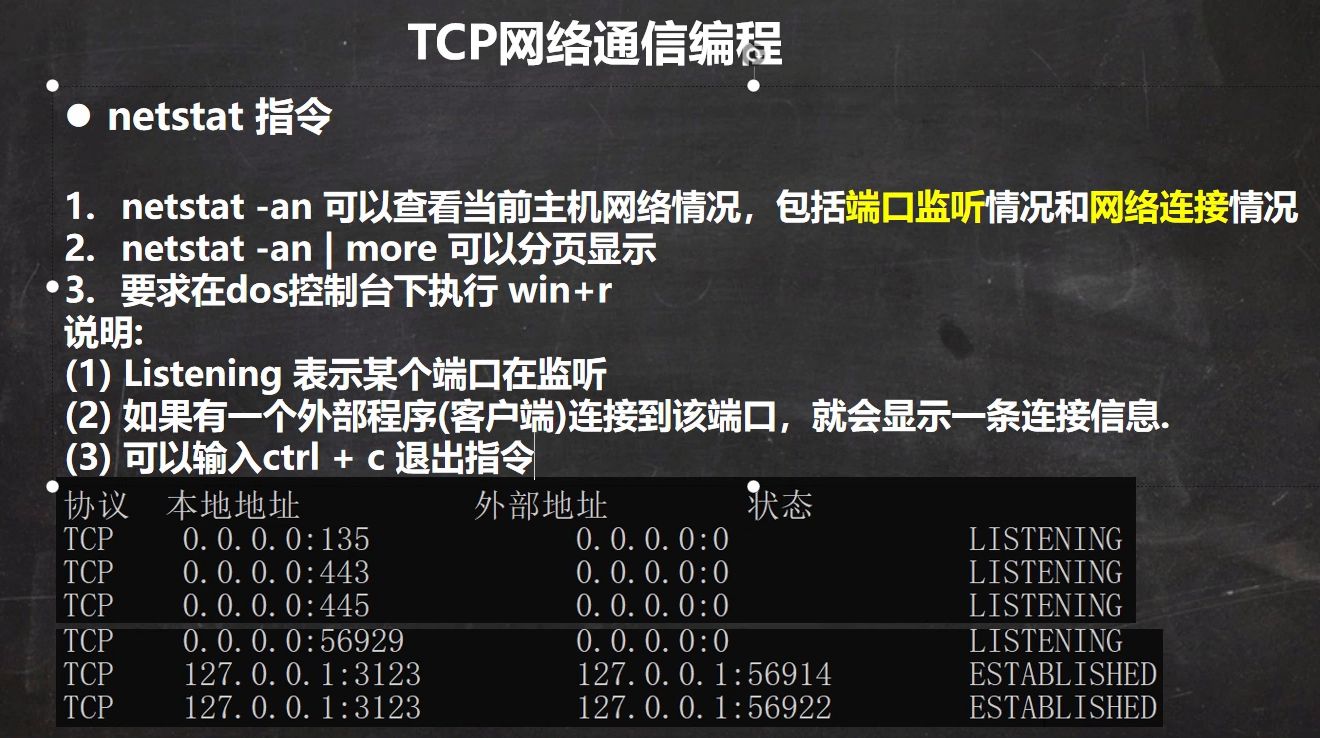 TCP网络通信编程
● netstat 指令
1. netstat -an 可以查看当前主机网络情况，包括端口监听情况和网络连接情况
2. netstat -an | more 可以分页显示
3. 要求在dos控制台下执行 win+r
说明:
(1) Listening 表示某个端口在监听
(2) 如果有一个外部程序(客户端)连接到该端口，就会显示一条连接信息.
(3) 可以输入ctrl + c 退出指令
协议 本地地址 外部地址 状态
TCP 0.0.0.0:135 0.0.0.0:0 LISTENING
TCP 0.0.0.0:443 0.0.0.0:0 LISTENING
TCP 0.0.0.0:445 0.0.0.0:0 LISTENING
TCP 0.0.0.0:56929 0.0.0.0:0 LISTENING
TCP 127.0.0.1:3123 127.0.0.1:56914 ESTABLISHED
TCP 127.0.0.1:3123 127.0.0.1:56922 ESTABLISHED